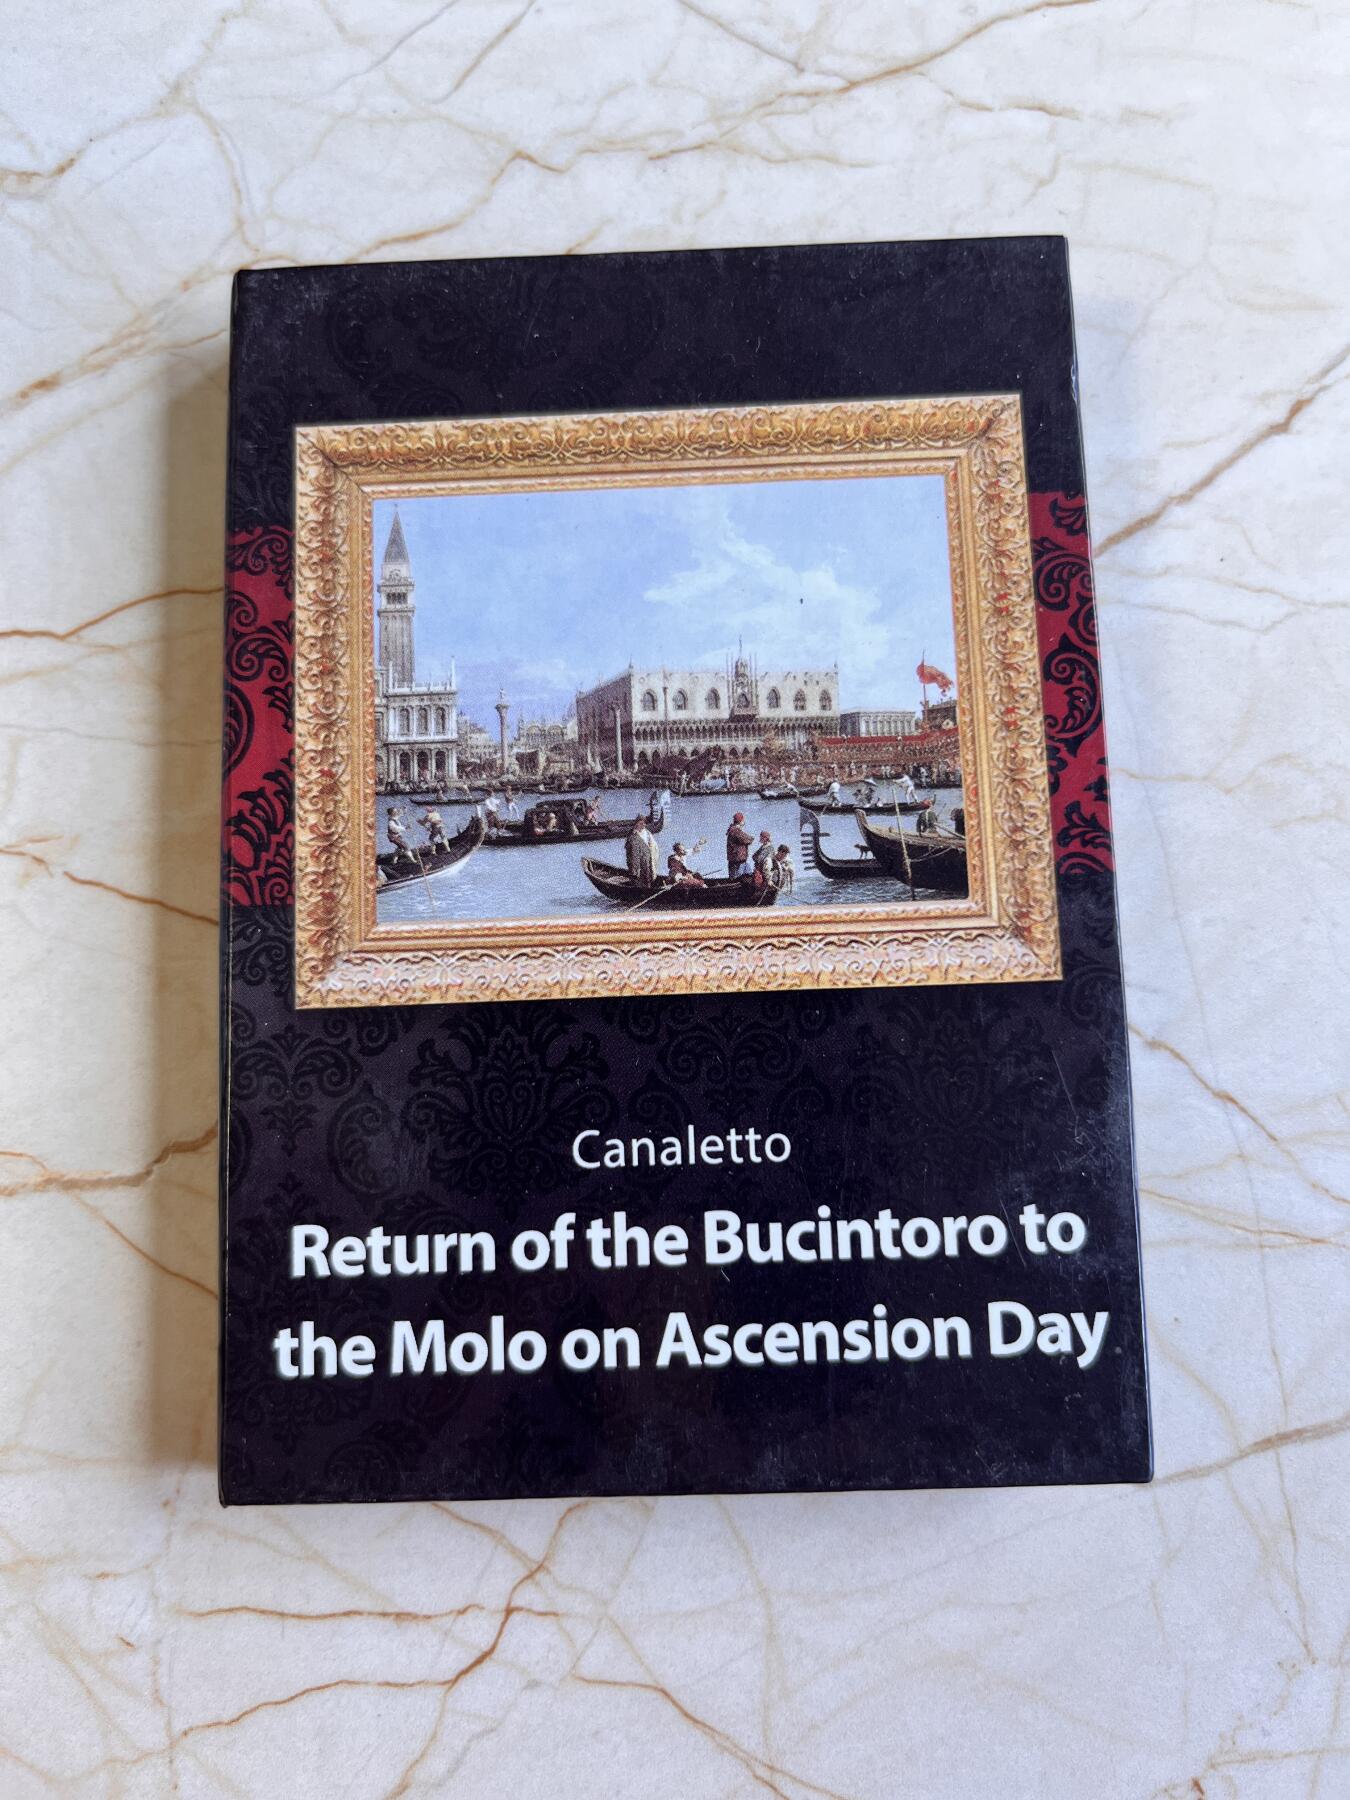 Canaletto
Return of the Bucintoro to
the Molo on Ascension Day